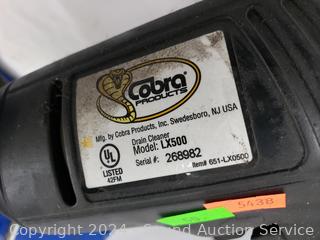 Cobra
PRODUCTS
Mfg. by Cobra Products, Inc. Swedesboro, NJ USA
Drain Cleaner
Model: LX500
Serial #: 268982
Item# 651-LX0500
UL
LISTED
42FM
5438
Copyright © 2024 - Sound Auction Service